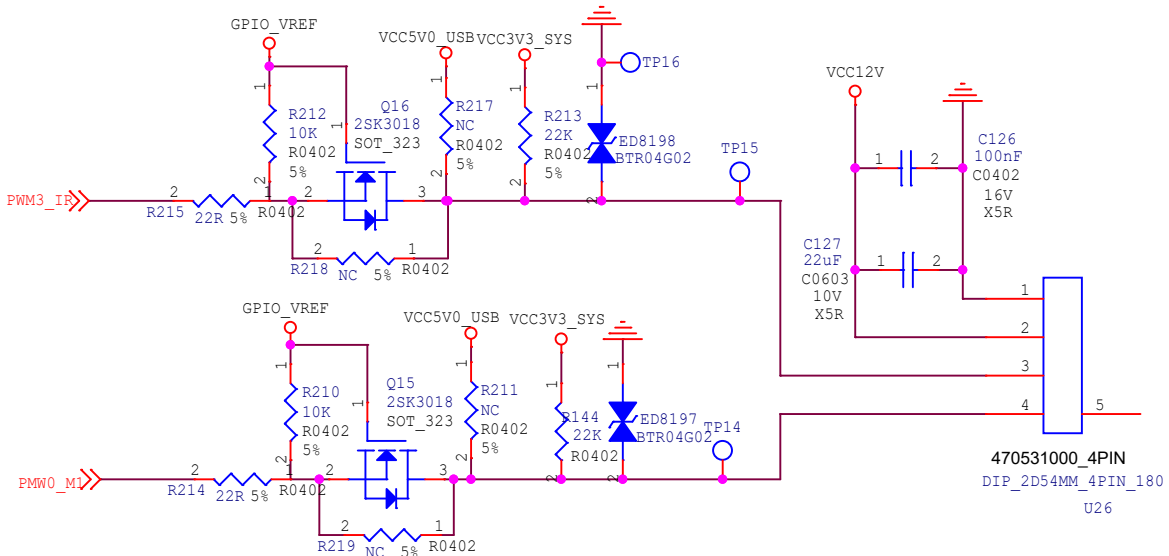 GPIO_VREF
VCC5V0_USB
VCC3V3_SYS
TP16
VCC12V
1
R212
10K
R0402
5%
2
Q16
2SK3018
SOT_323
1
1
R217
NC
R0402
5%
2
1
R213
22K
R0402
5%
2
1
ED8198
BTR04G02
2
TP15
1
2
C126
100nF
C0402
16V
X5R
PWM3_IR
2
R215
22R
5%
1
R0402
2
3
2
R218
NC
5%
1
R0402
C127
22uF
C0603
10V
X5R
1
2
GPIO_VREF
VCC5V0_USB
VCC3V3_SYS
1
R210
10K
R0402
5%
2
Q15
2SK3018
SOT_323
1
1
R211
NC
R0402
5%
2
1
R144
22K
R0402
2
1
ED8197
BTR04G02
2
TP14
1
2
3
4
5
470531000_4PIN
DIP_2D54MM_4PIN_180
U26
PMW0_M1
2
R214
22R
5%
1
R0402
2
3
2
R219
NC
5%
1
R0402